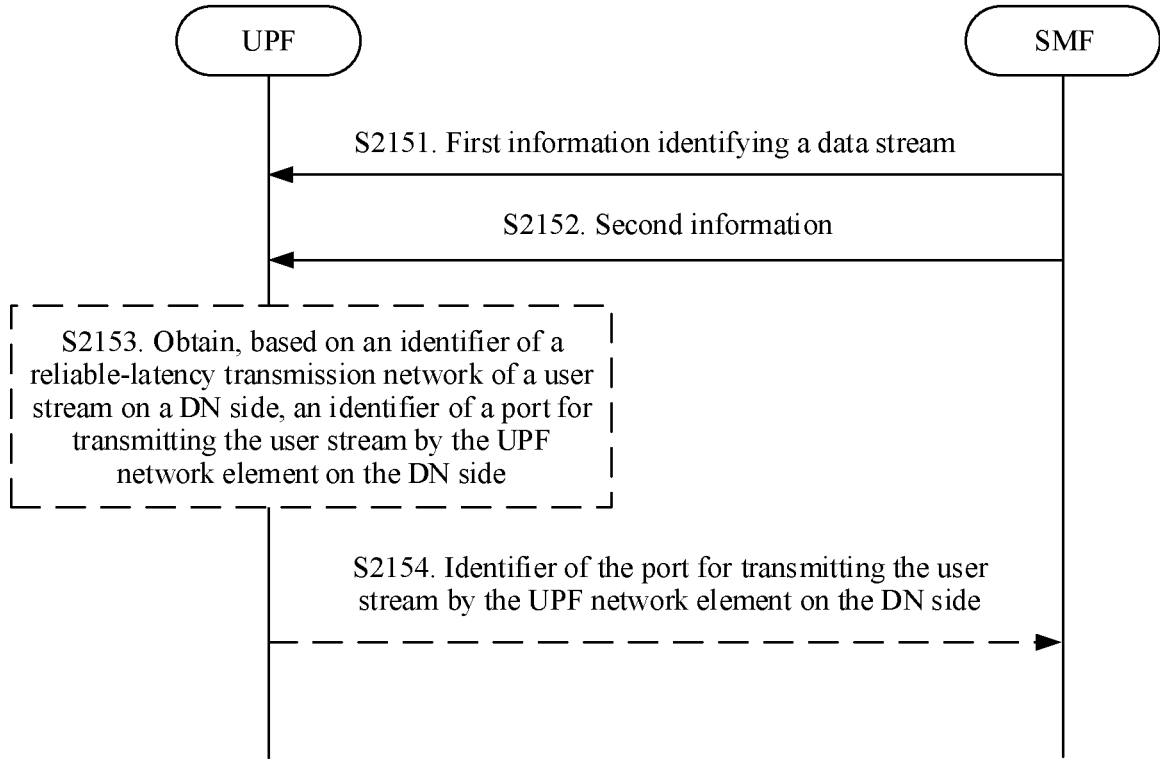 UPF
SMF
S2151. First information identifying a data stream
S2152. Second information
S2153. Obtain, based on an identifier of a
reliable-latency transmission network of a user
stream on a DN side, an identifier of a port for
transmitting the user stream by the UPF
network element on the DN side
S2154. Identifier of the port for transmitting the user
stream by the UPF network element on the DN side